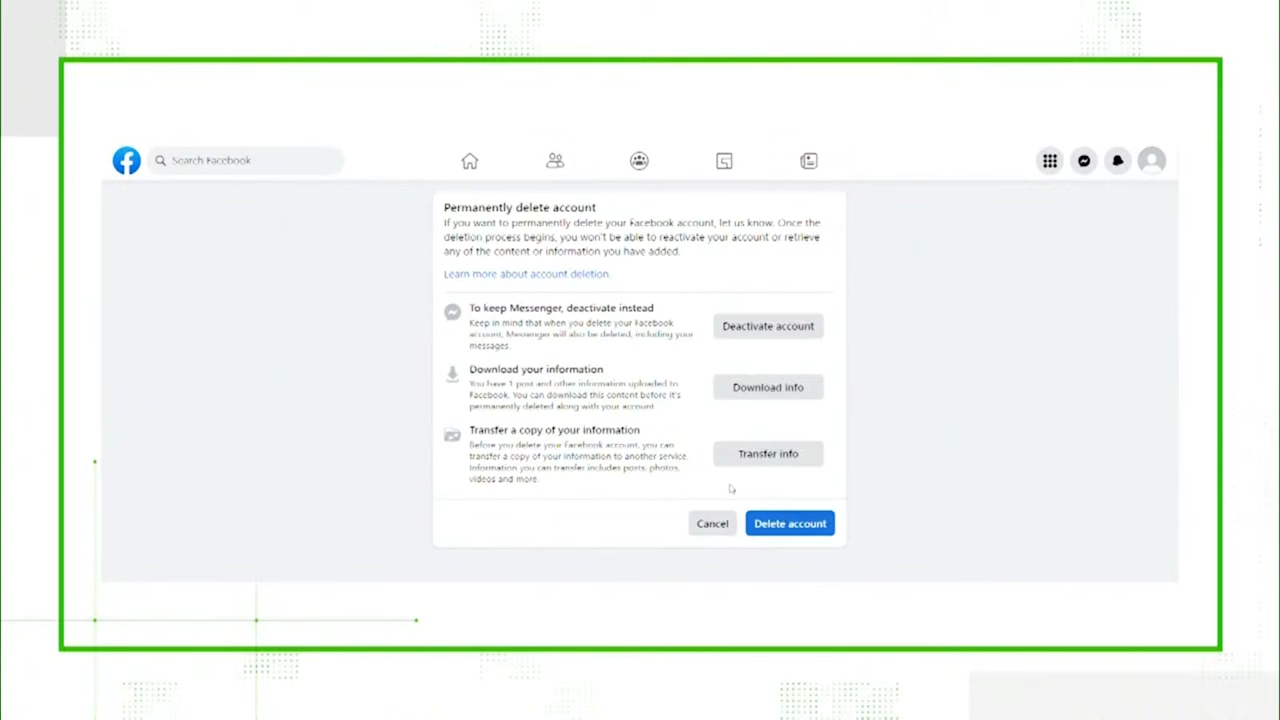 Search Facebook
Permanently delete account
If you want to permanently delete your Facebook account, let us know. Once the
deletion process begins, you won't be able to reactivate your account or retrieve
any of the content or information you have added.
Learn more about account deletion.
To keep Messenger, deactivate instead
Keep in mind that when you delete your Facebook
account, Messenger will also be deleted, including your
messages.
Deactivate account
Download your information
You have 1 post and other information uploaded to
Facebook. You can download this content before it's
permanently deleted along with your account
Download info
Transfer a copy of your information
Before you delete your Facebook account, you can
transfer a copy of your information to another service.
Information you can transfer includes posts, photos,
videos and more.
Transfer info
Cancel
Delete account